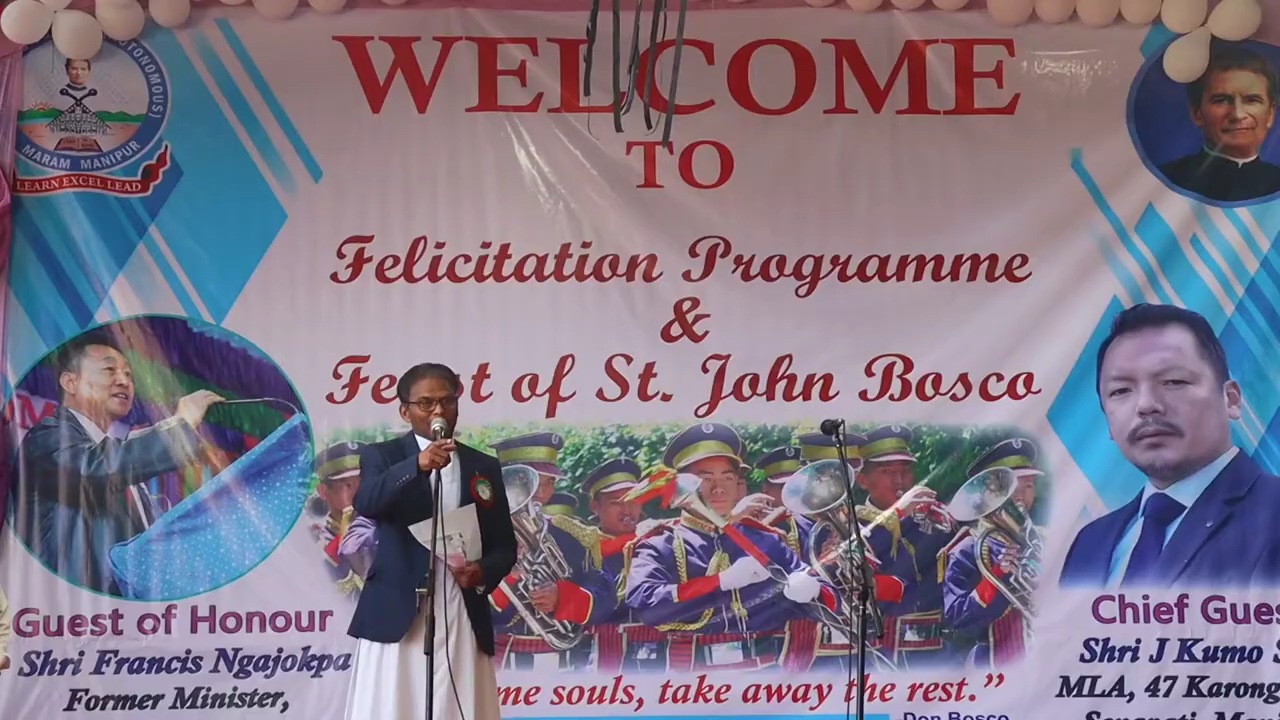 WELCOME
TO
Felicitation Programme
&
Feast of St. John Bosco
TONOMOUS)
MARAM MANIPUR
LEARN EXCEL LEAD
Guest of Honour
Shri Francis Ngajokpa
Former Minister,
me souls, take away the rest.”
Don Bosco
Chief Gues
Shri J Kumo S
MLA, 47 Karong